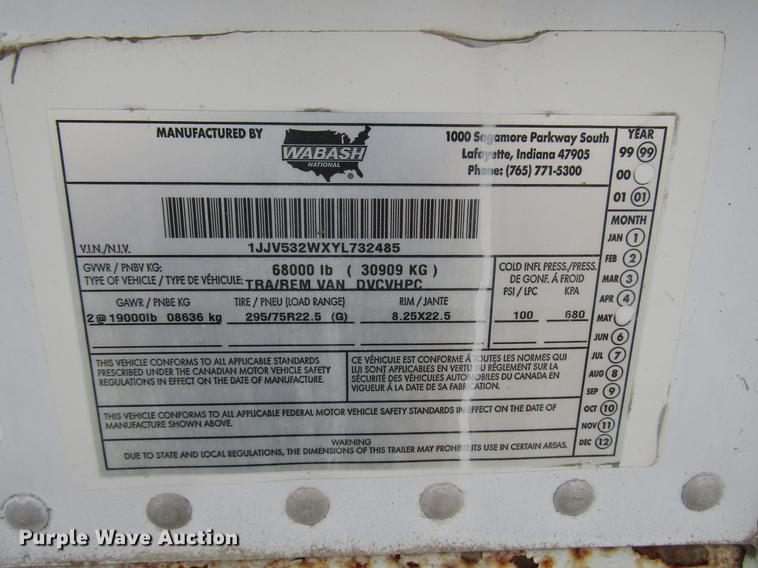 MANUFACTURED BY
WABASH
NATIONAL
®
1000 Sagamore Parkway South
Lafayette, Indiana 47905
Phone: (765) 771-5300
YEAR
99 99
00
01 01
MONTH
JAN 1
FEB 2
MAR 3
APR 4
MAY
JUN 6
JUL 7
AUG 8
SEP 9
OCT 10
NOV 11
DEC 12
V.I.N./N.I.V.
1JJV532WXYL732485
GVWR / PNBV KG: 68000 lb ( 30909 KG )
TYPE OF VEHICLE / TYPE DE VÉHICULE: TRA/REM VAN DVCVHPC
COLD INFL PRESS./PRESS.
DE GONF. À FROID
PSI / LPC KPA
100 680
GAWR / PNBE KG TIRE / PNEU (LOAD RANGE) RIM / JANTE
2@19000lb 08636 kg 295/75R22.5 (G) 8.25X22.5
THIS VEHICLE CONFORMS TO ALL APPLICABLE STANDARDS
PRESCRIBED UNDER THE CANADIAN MOTOR VEHICLE SAFETY
REGULATIONS IN EFFECT ON THE DATE OF MANUFACTURE.
CE VÉHICULE EST CONFORME À TOUTES LES NORMES QUI
LUI SONT APPLICABLES EN VERTU DU RÉGLEMENT SUR LA
SÉCURITÉ DES VÉHICULES AUTOMOBILES DU CANADA EN
VIGUEUR À LA DATE DE SA FABRICATION.
THIS VEHICLE CONFORMS TO ALL APPLICABLE FEDERAL MOTOR VEHICLE SAFETY STANDARDS IN EFFECT ON THE DATE OF
MANUFACTURE SHOWN ABOVE.
WARNING
DUE TO STATE AND LOCAL REGULATIONS, THE DIMENSIONS OF THIS TRAILER MAY PROHIBIT ITS USE IN CERTAIN AREAS.
Purple Wave Auction